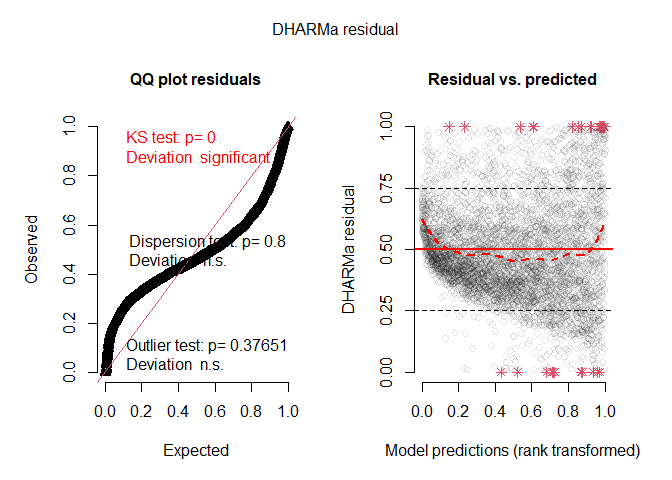 DHARMa residual
QQ plot residuals
KS test: p= 0
Deviation significant
Dispersion test: p= 0.8
Deviation n.s.
Outlier test: p= 0.37651
Deviation n.s.
Observed
0.0 0.2 0.4 0.6 0.8 1.0
0.0 0.2 0.4 0.6 0.8 1.0
Expected
Residual vs. predicted
DHARMa residual
0.00 0.25 0.50 0.75 1.00
0.0 0.2 0.4 0.6 0.8 1.0
Model predictions (rank transformed)